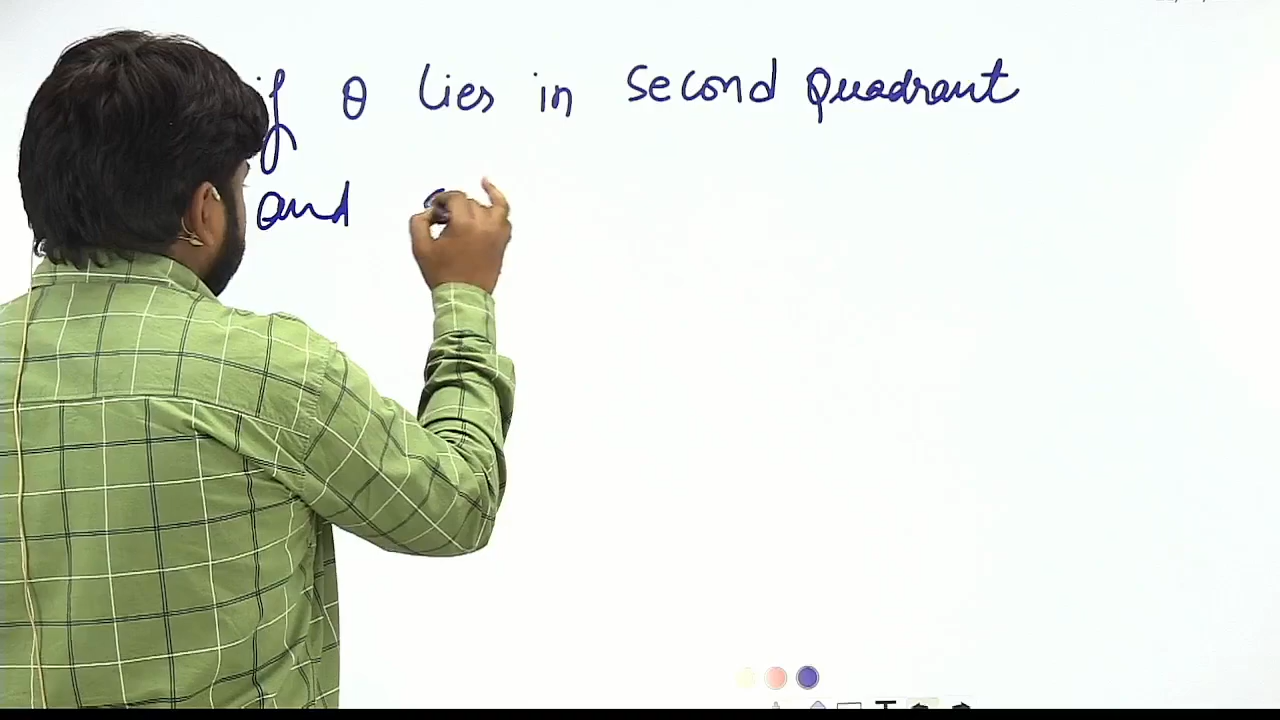 if θ lies in second Quadrant
and